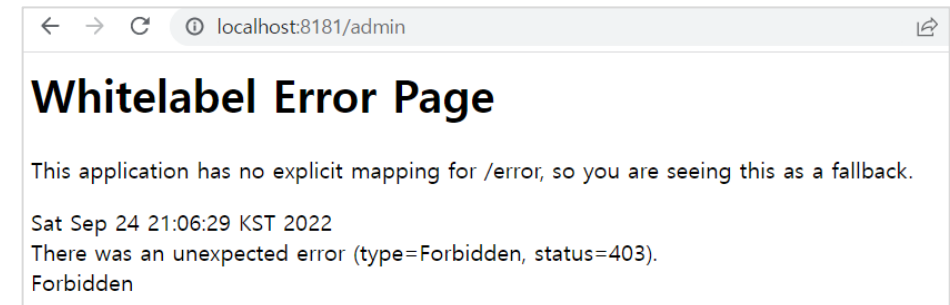 localhost:8181/admin
Whitelabel Error Page
This application has no explicit mapping for /error, so you are seeing this as a fallback.
Sat Sep 24 21:06:29 KST 2022
There was an unexpected error (type=Forbidden, status=403).
Forbidden